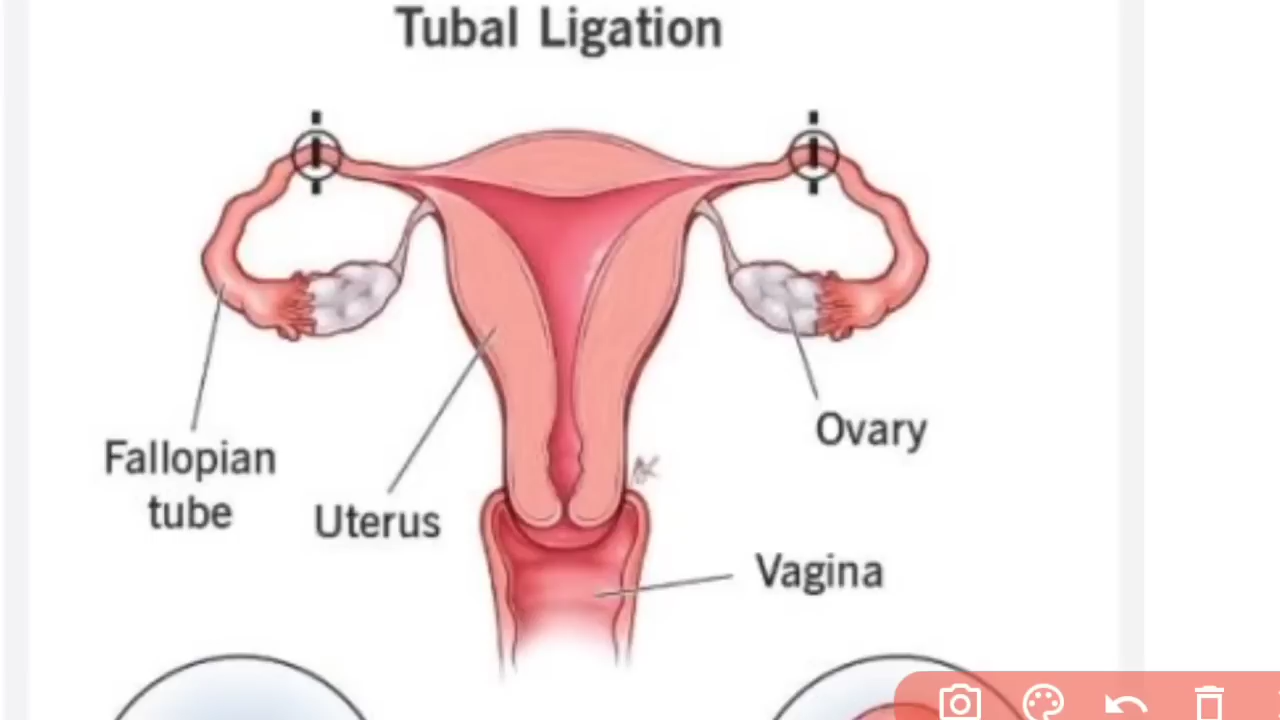 Tubal Ligation
Ovary
Fallopian
tube
Uterus
Vagina